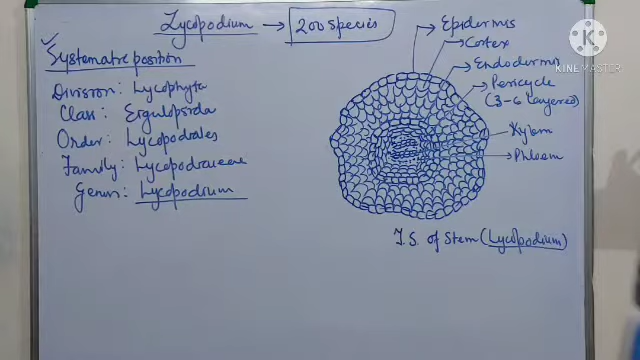 Lycopodium → 200 species
✓ Systematic position
Division: Lycophyta
Class: Eligulopsida
Order: Lycopodiales
Family: Lycopodiaceae
Genus: Lycopodium
Epidermis
Cortex
Endodermis
Pericycle
(3-6 layered)
Xylem
Phloem
T.S. of Stem (Lycopodium)
K
KINEMASTER